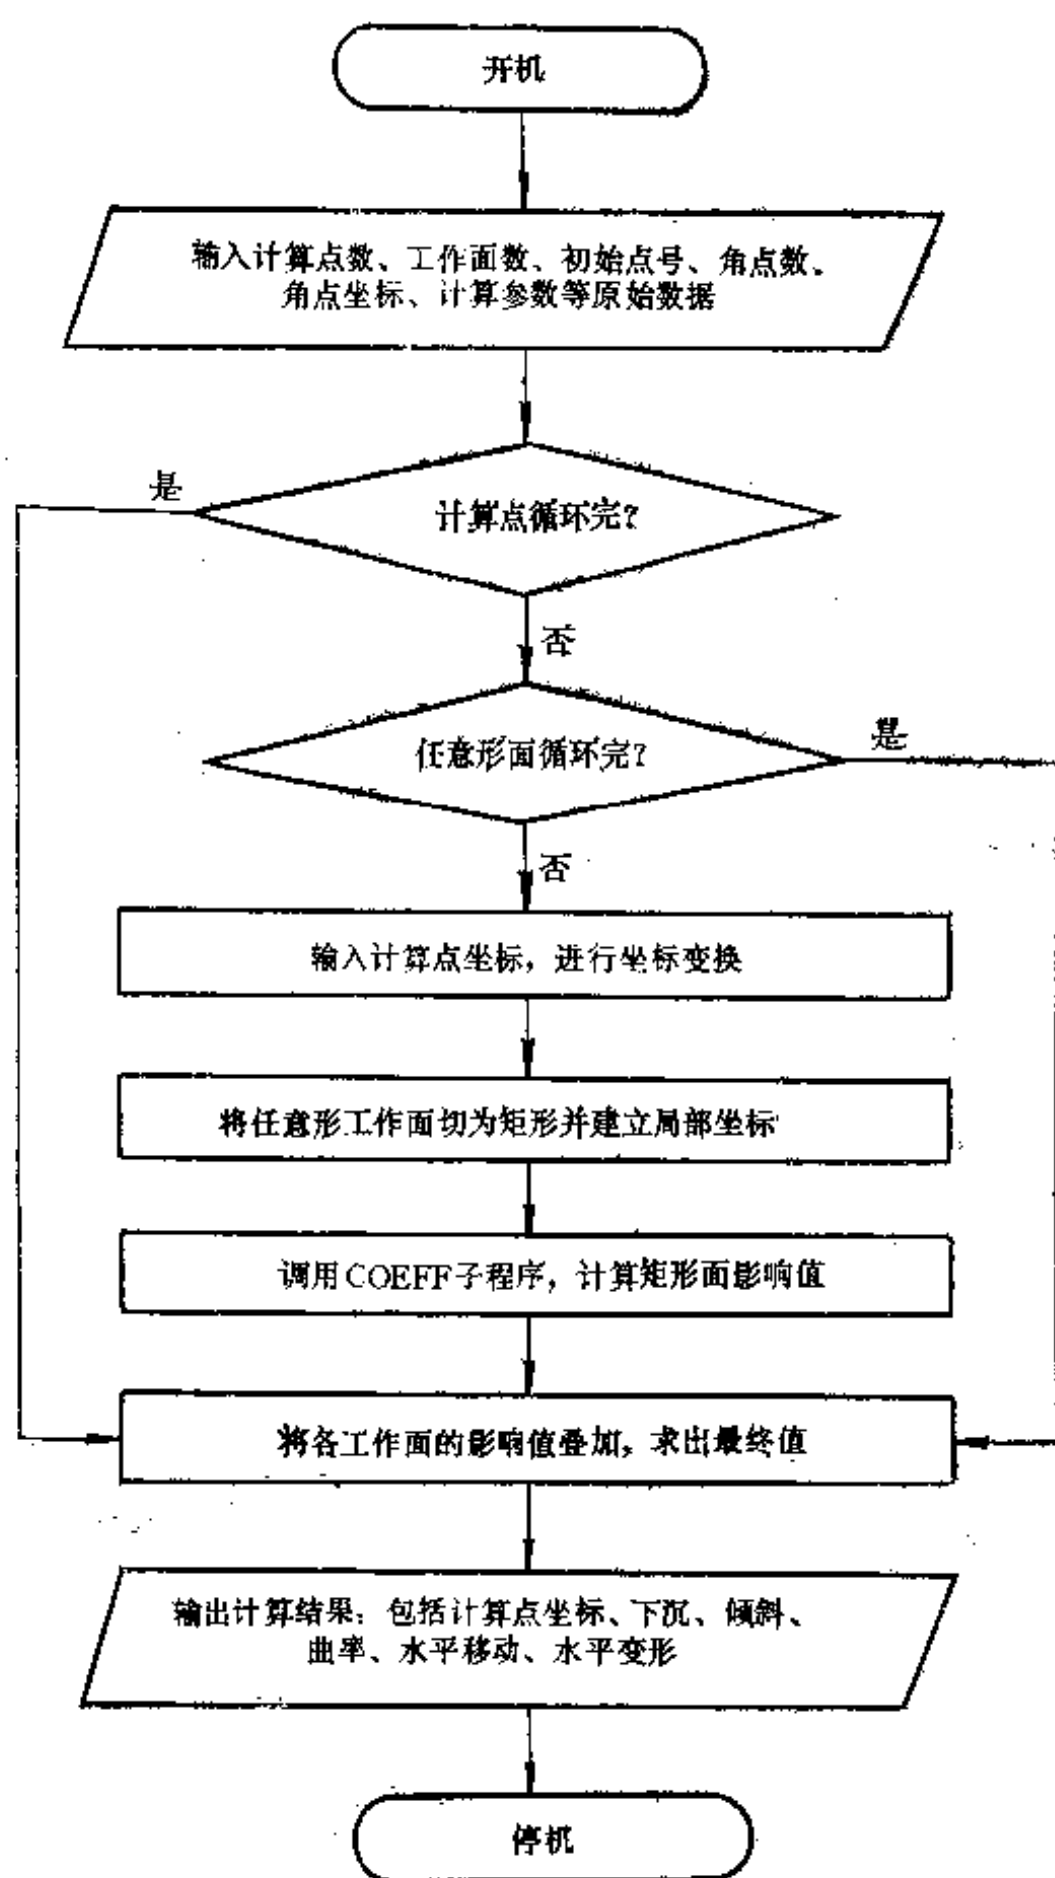 开机
输入计算点数、工作面数、初始点号、角点数、
角点坐标、计算参数等原始数据
是
计算点循环完?
否
任意形面循环完?
是
否
输入计算点坐标，进行坐标变换
将任意形工作面切为矩形并建立局部坐标
调用COEFF子程序，计算矩形面影响值
将各工作面的影响值叠加，求出最终值
输出计算结果：包括计算点坐标、下沉、倾斜、
曲率、水平移动、水平变形
停机